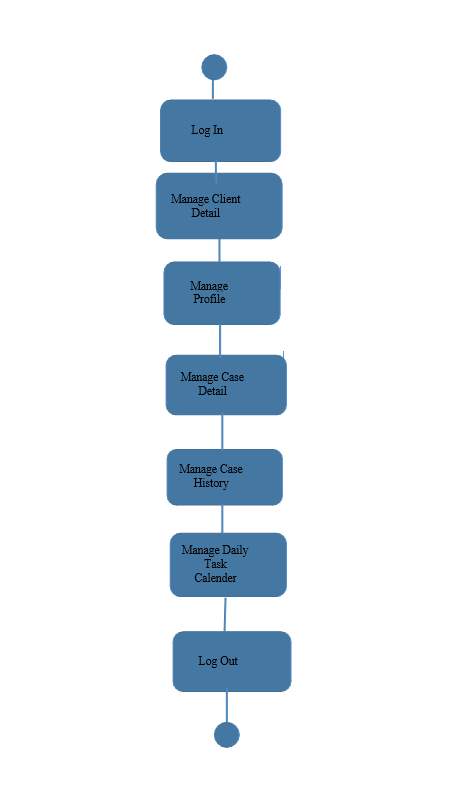 Log In
Manage Client
Detail
Manage
Profile
Manage Case
Detail
Manage Case
History
Manage Daily
Task
Calender
Log Out